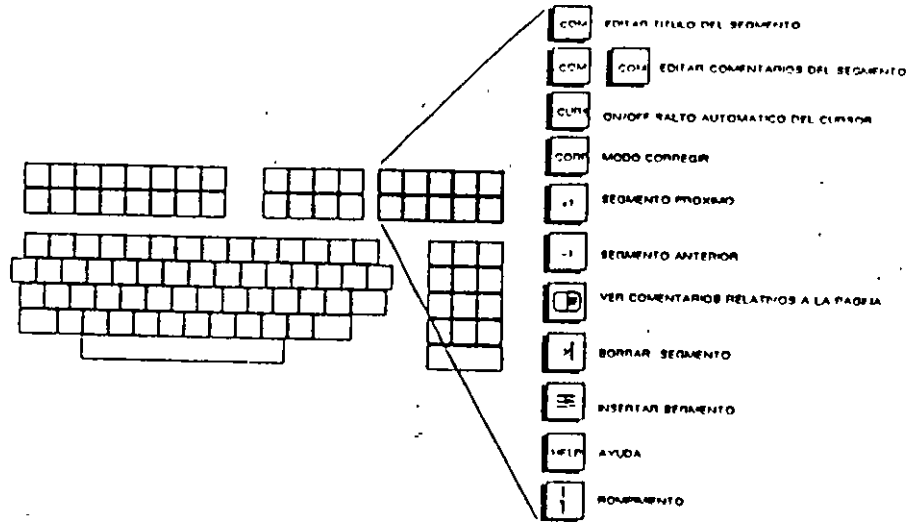 COM EDITAR TITULO DEL SEGMENTO
COM COM EDITAR COMENTARIOS DEL SEGMENTO
CURS ON/OFF SALTO AUTOMATICO DEL CURSOR
CORR MODO CORREGIR
+1 SEGMENTO PROXIMO
-1 SEGMENTO ANTERIOR
VER COMENTARIOS RELATIVOS A LA PAGINA
BORRAR SEGMENTO
INSERTAR SEGMENTO
HELP AYUDA
ROMPIMIENTO